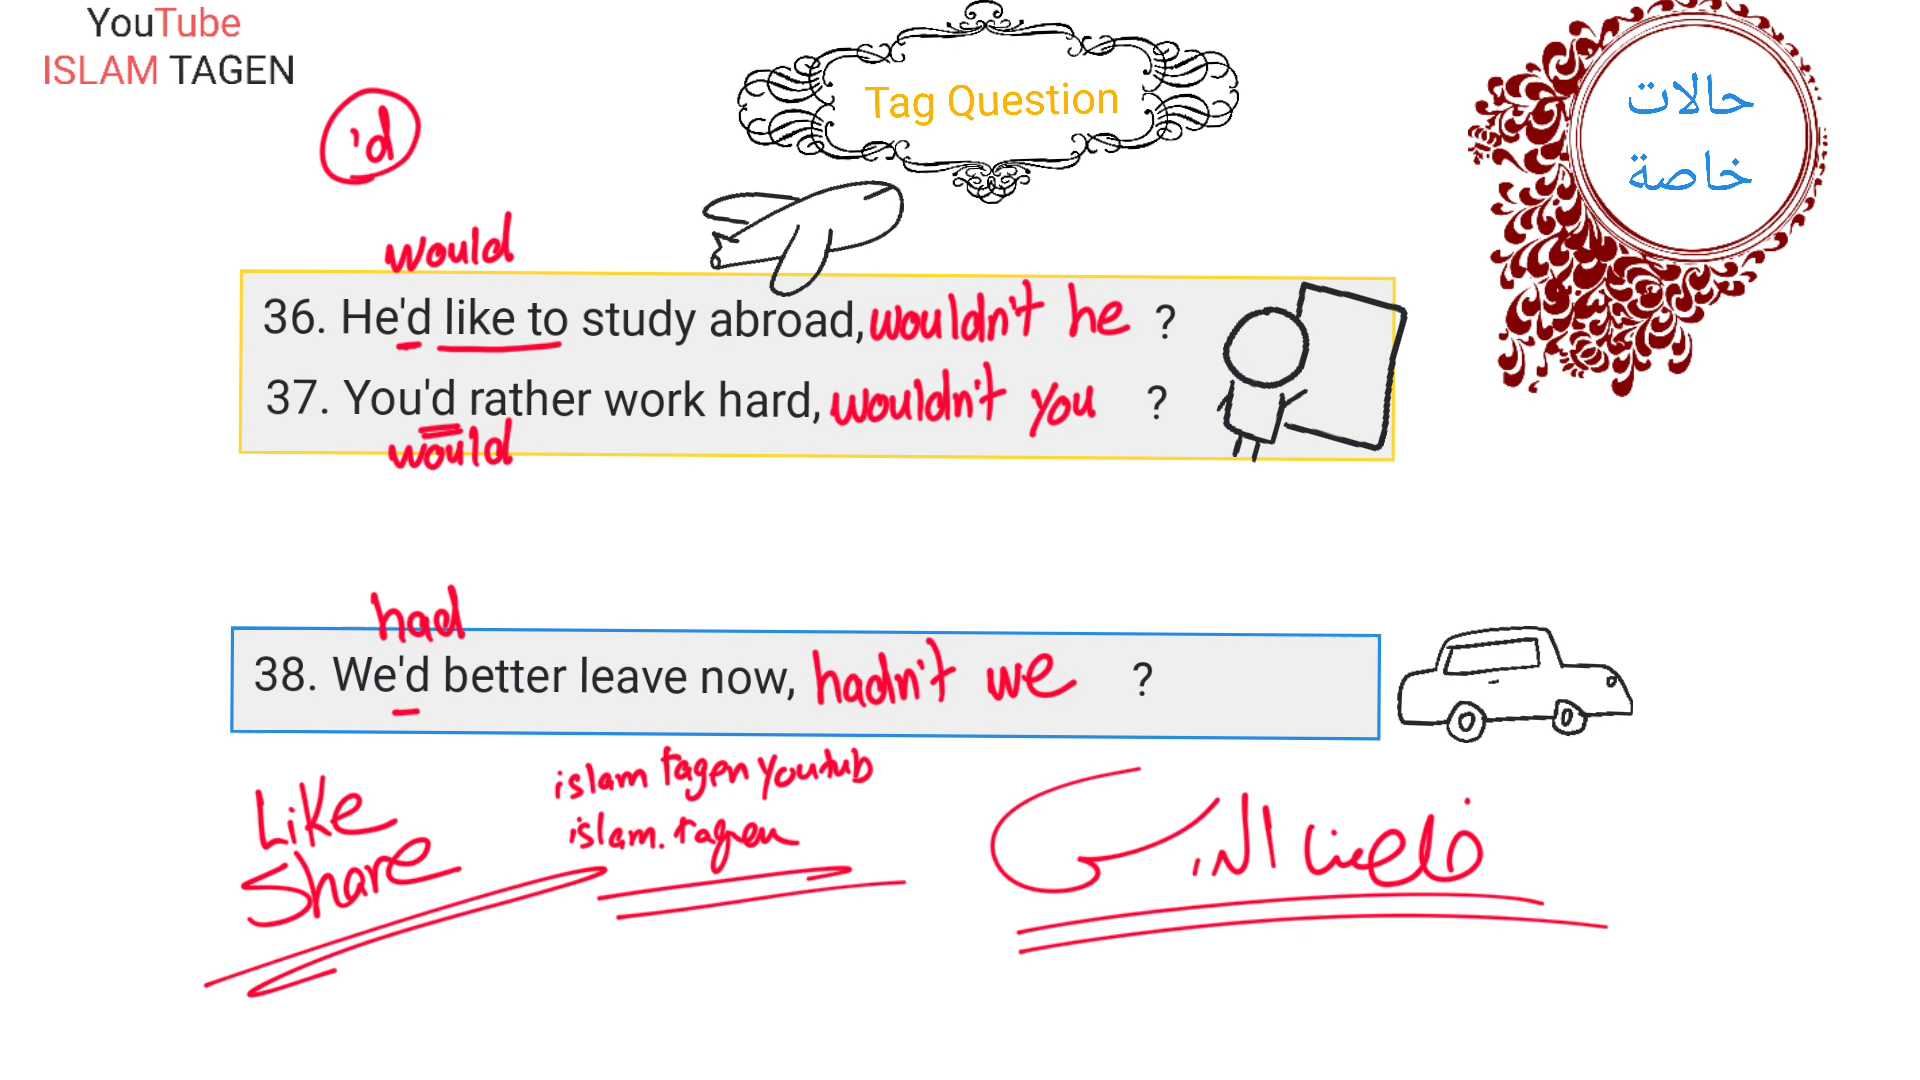 YouTube
ISLAM TAGEN
Tag Question
حالات
خاصة
'd
would
36. He'd like to study abroad, wouldn't he ?
37. You'd rather work hard, wouldn't you ?
would
had
38. We'd better leave now, hadn't we ?
Like
Share
islam tagen Youtub
islam.tagen